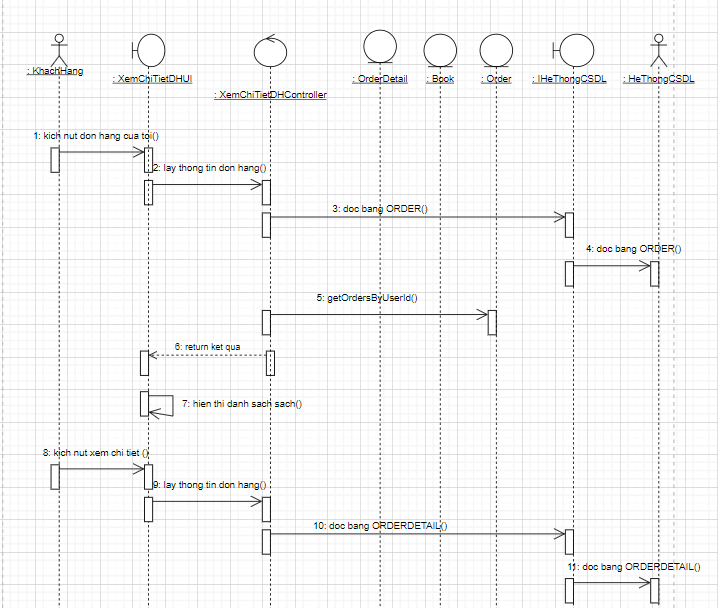 : KhachHang
: XemChiTietDHUI
: XemChiTietDHController
: OrderDetail
: Book
: Order
: IHeThongCSDL
: HeThongCSDL
1: kich nut don hang cua toi()
2: lay thong tin don hang()
3: doc bang ORDER()
4: doc bang ORDER()
5: getOrdersByUserId()
6: return ket qua
7: hien thi danh sach sach()
8: kich nut xem chi tiet ()
9: lay thong tin don hang()
10: doc bang ORDERDETAIL()
11: doc bang ORDERDETAIL()